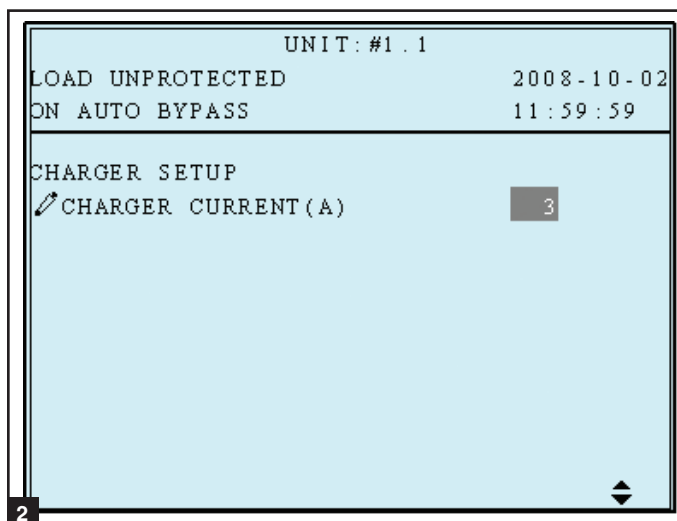 UNIT:#1.1
LOAD UNPROTECTED 2008-10-02
ON AUTO BYPASS 11:59:59
CHARGER SETUP
CHARGER CURRENT(A) 3
2